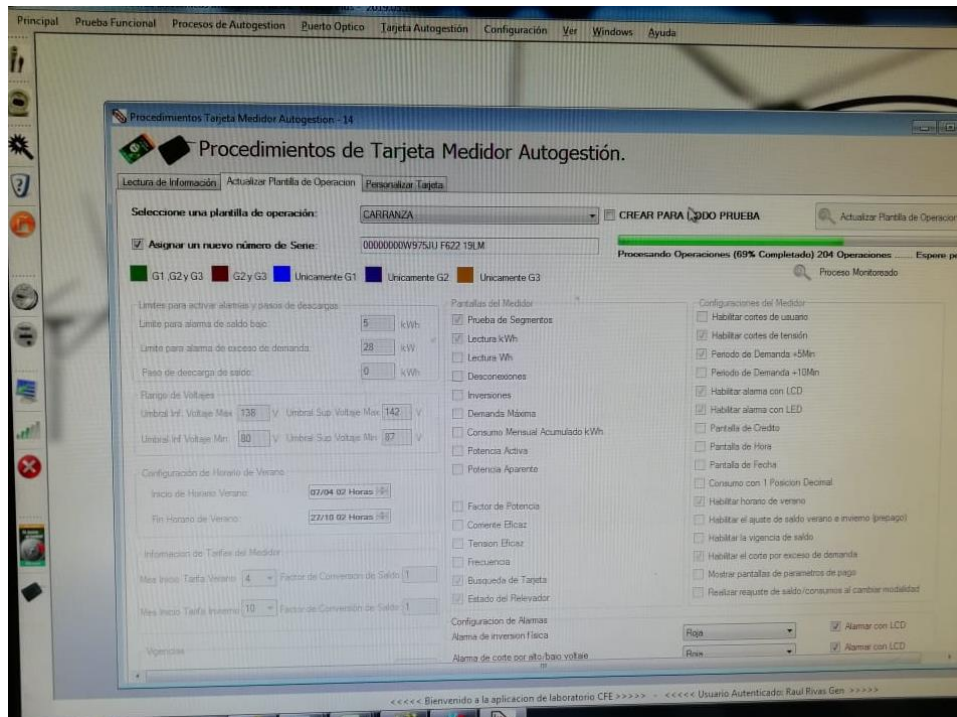 Principal Prueba Funcional Procesos de Autogestion Puerto Optico Tarjeta Autogestión Configuración Ver Windows Ayuda
Procedimientos Tarjeta Medidor Autogestion - 14
Procedimientos de Tarjeta Medidor Autogestión.
Lectura de Información Actualizar Plantilla de Operacion Personalizar Tarjeta
Seleccione una plantilla de operación: CARRANZA CREAR PARA MODO PRUEBA Actualizar Plantilla de Operacion
Asignar un nuevo número de Serie: 00000000W975JU F622 19LM
Procesando Operaciones (69% Completado) 204 Operaciones ...... Espere
G1 ,G2 y G3 G2 y G3 Unicamente G1 Unicamente G2 Unicamente G3 Proceso Monitoreado
Limites para activar alarmas y pasos de descargas
Limite para alarma de saldo bajo: 5 kWh
Limite para alarma de exceso de demanda: 28 kW
Paso de descarga de saldo: 0 kWh
Rango de Voltajes
Umbral Inf. Voltaje Max 138 V Umbral Sup. Voltaje Max 142 V
Umbral Inf Voltaje Min 80 V Umbral Sup. Voltaje Min 87 V
Configuración de Horario de Verano
Inicio de Horario Verano: 07/04 02 Horas
Fin Horario de Verano: 27/10 02 Horas
Informacion de Tarifas del Medidor
Mes Inicio Tarifa Verano 4 Factor de Conversión de Saldo 1
Mes Inicio Tarifa Invierno 10 Factor de Conversión de Saldo 1
Vigencias
Pantallas del Medidor
Prueba de Segmentos
Lectura kWh
Lectura Wh
Desconexiones
Inversiones
Demanda Máxima
Consumo Mensual Acumulado kWh
Potencia Activa
Potencia Aparente
Factor de Potencia
Corriente Eficaz
Tension Eficaz
Frecuencia
Busqueda de Tarjeta
Estado del Relevador
Configuraciones del Medidor
Habilitar cortes de usuario
Habilitar cortes de tensión
Periodo de Demanda +5Min
Periodo de Demanda +10Min
Habilitar alarma con LCD
Habilitar alarma con LED
Pantalla de Credito
Pantalla de Hora
Pantalla de Fecha
Consumo con 1 Posicion Decimal
Habilitar horario de verano
Habilitar el ajuste de saldo verano e invierno (prepago)
Habilitar la vigencia de saldo
Habilitar el corte por exceso de demanda
Mostrar pantallas de parametros de pago
Realizar reajuste de saldo/consumos al cambiar modalidad
Configuracion de Alarmas
Alarma de inversion física Roja Alarmar con LCD
Alarma de corte por alto/bajo voltaje Roja Alarmar con LCD
<<<<< Bienvenido a la aplicacion de laboratorio CFE >>>>> - <<<<< Usuario Autenticado: Raul Rivas Gen >>>>>